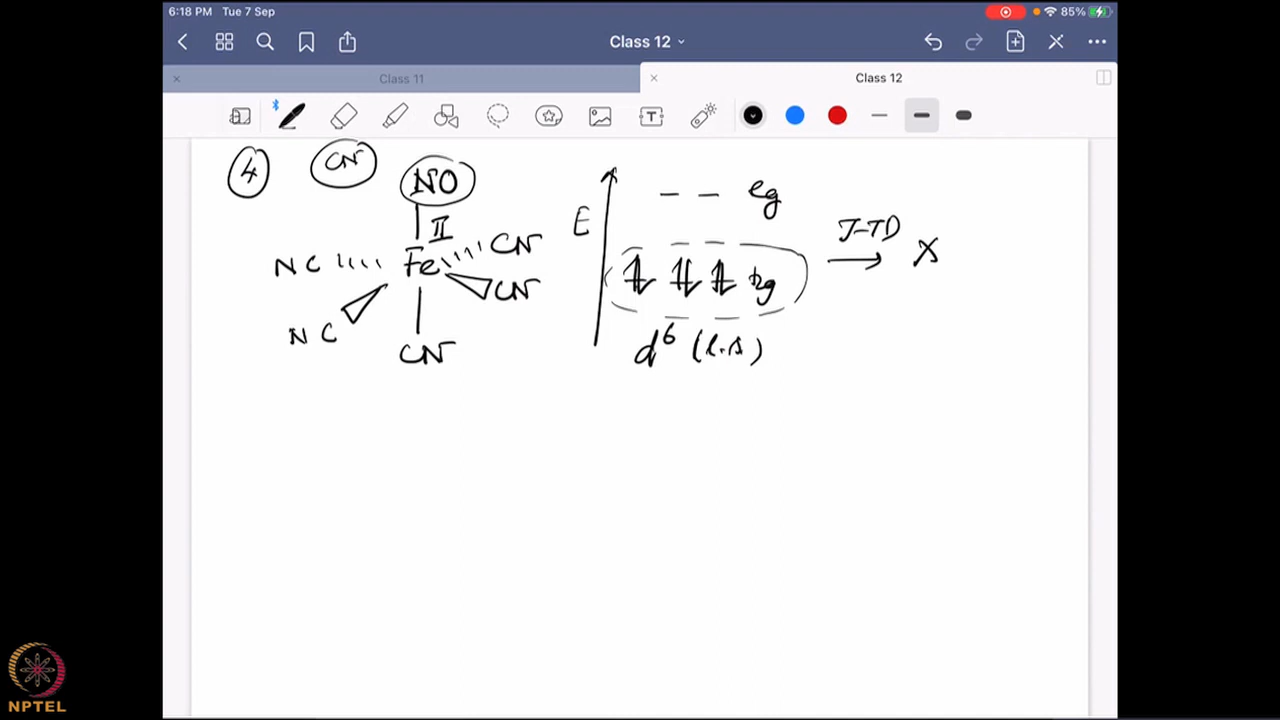 6:18 PM Tue 7 Sep
85%
Class 12
Class 11
Class 12
T
4
CN
NO
II
NC Fe CN
CN
NC
CN
E
eg
t2g
d6 (l.s)
J-TD
X
NPTEL